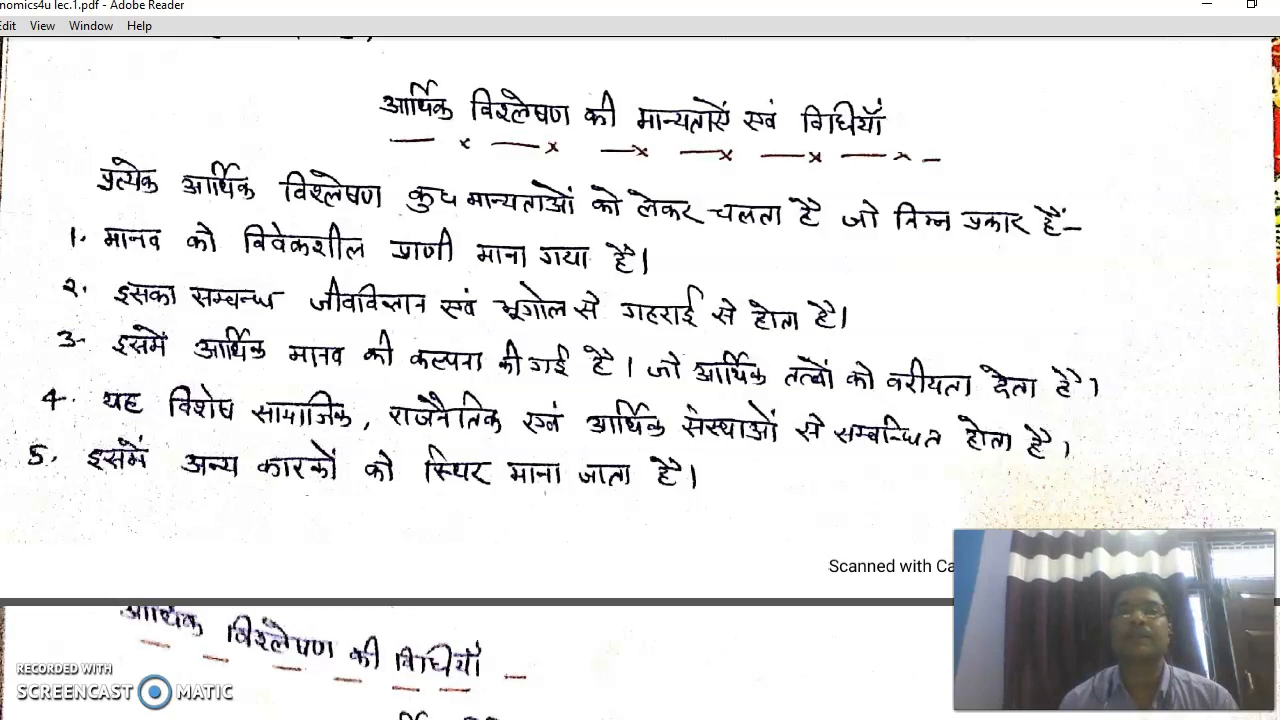 nomics4u lec.1.pdf - Adobe Reader
Edit View Window Help
आर्थिक विश्लेषण की मान्यताऐं एवं विधियाँ
प्रत्येक आर्थिक विश्लेषण कुछ मान्यताओं को लेकर चलता है जो निम्न प्रकार हैं-
1. मानव को विवेकशील प्राणी माना गया है।
2. इसका सम्बन्ध जीवविज्ञान एवं भूगोल से गहराई से होता है।
3- इसमें आर्थिक मानव की कल्पना की गई है। जो आर्थिक तत्वों को वरीयता देता है।
4. यह विशेष सामाजिक, राजनैतिक एवं आर्थिक संस्थाओं से सम्बन्धित होता है।
5. इसमें अन्य कारकों को स्थिर माना जाता है।
Scanned with Ca
आर्थिक विश्लेषण की विधियाँ
RECORDED WITH
SCREENCAST MATIC